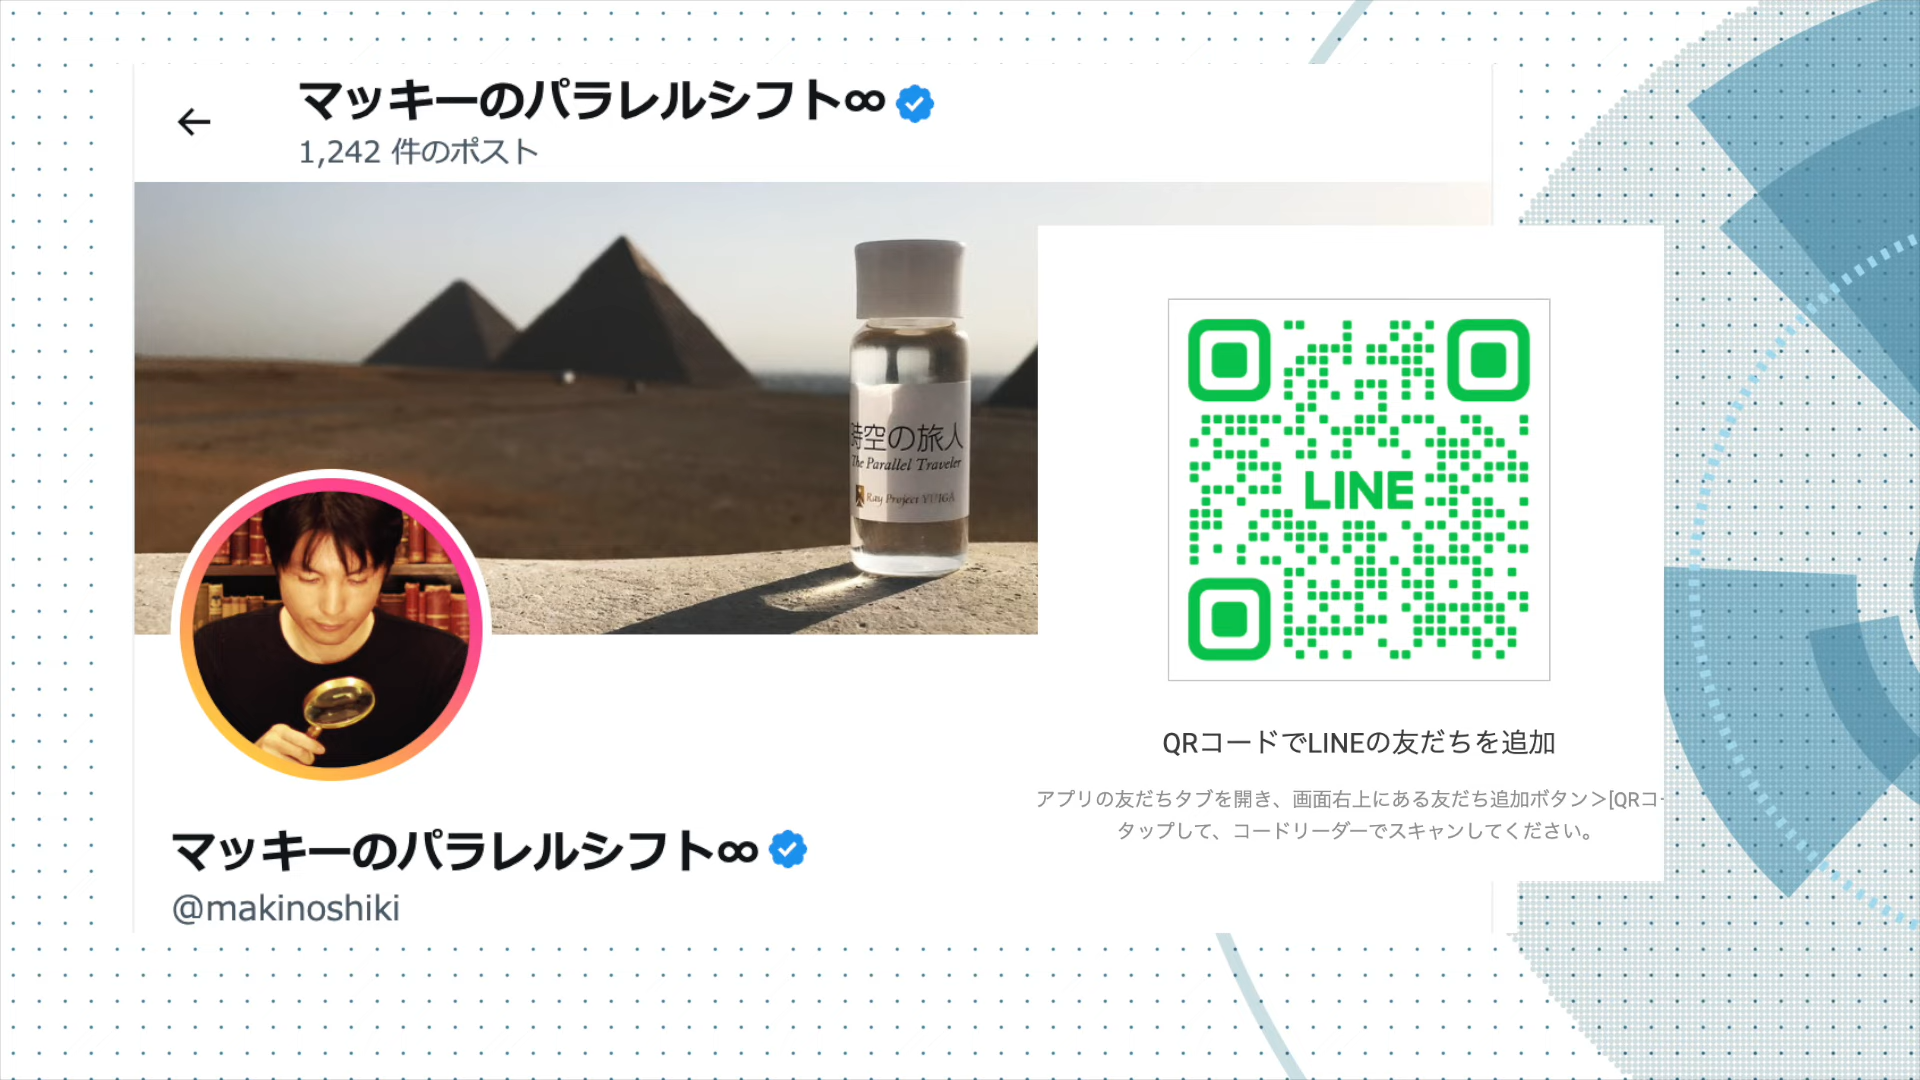 マッキーのパラレルシフト∞
1,242 件のポスト
時空の旅人
The Parallel Traveler
Ray Project
LINE
QRコードでLINEの友だちを追加
アプリの友だちタブを開き、画面右上にある友だち追加ボタン＞[QRコー
タップして、コードリーダーでスキャンしてください。
マッキーのパラレルシフト∞
@makinoshiki